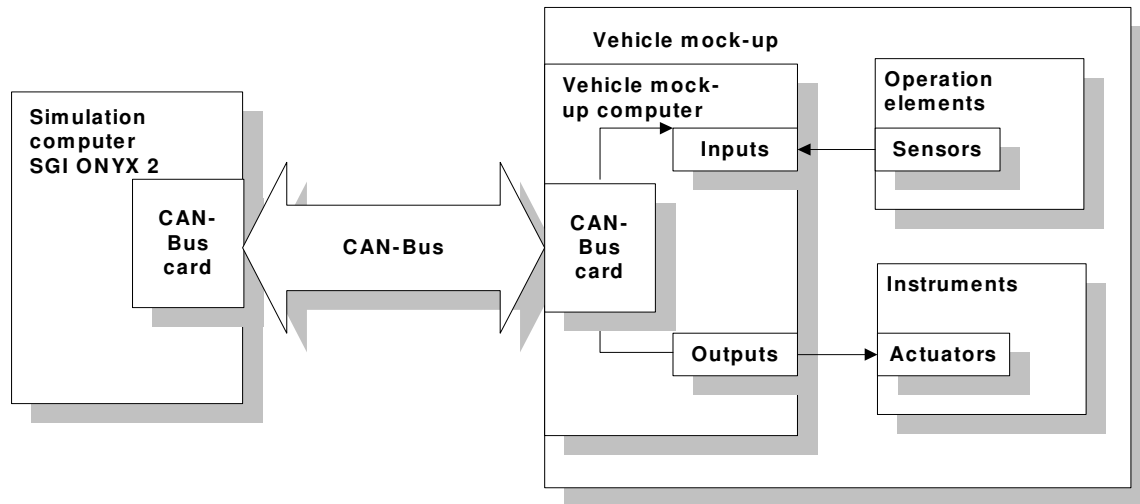 Vehicle mock-up
Simulation
computer
SGI ONYX 2
CAN-
Bus
card
CAN-Bus
Vehicle mock-
up computer
Inputs
CAN-
Bus
card
Outputs
Operation
elements
Sensors
Instruments
Actuators